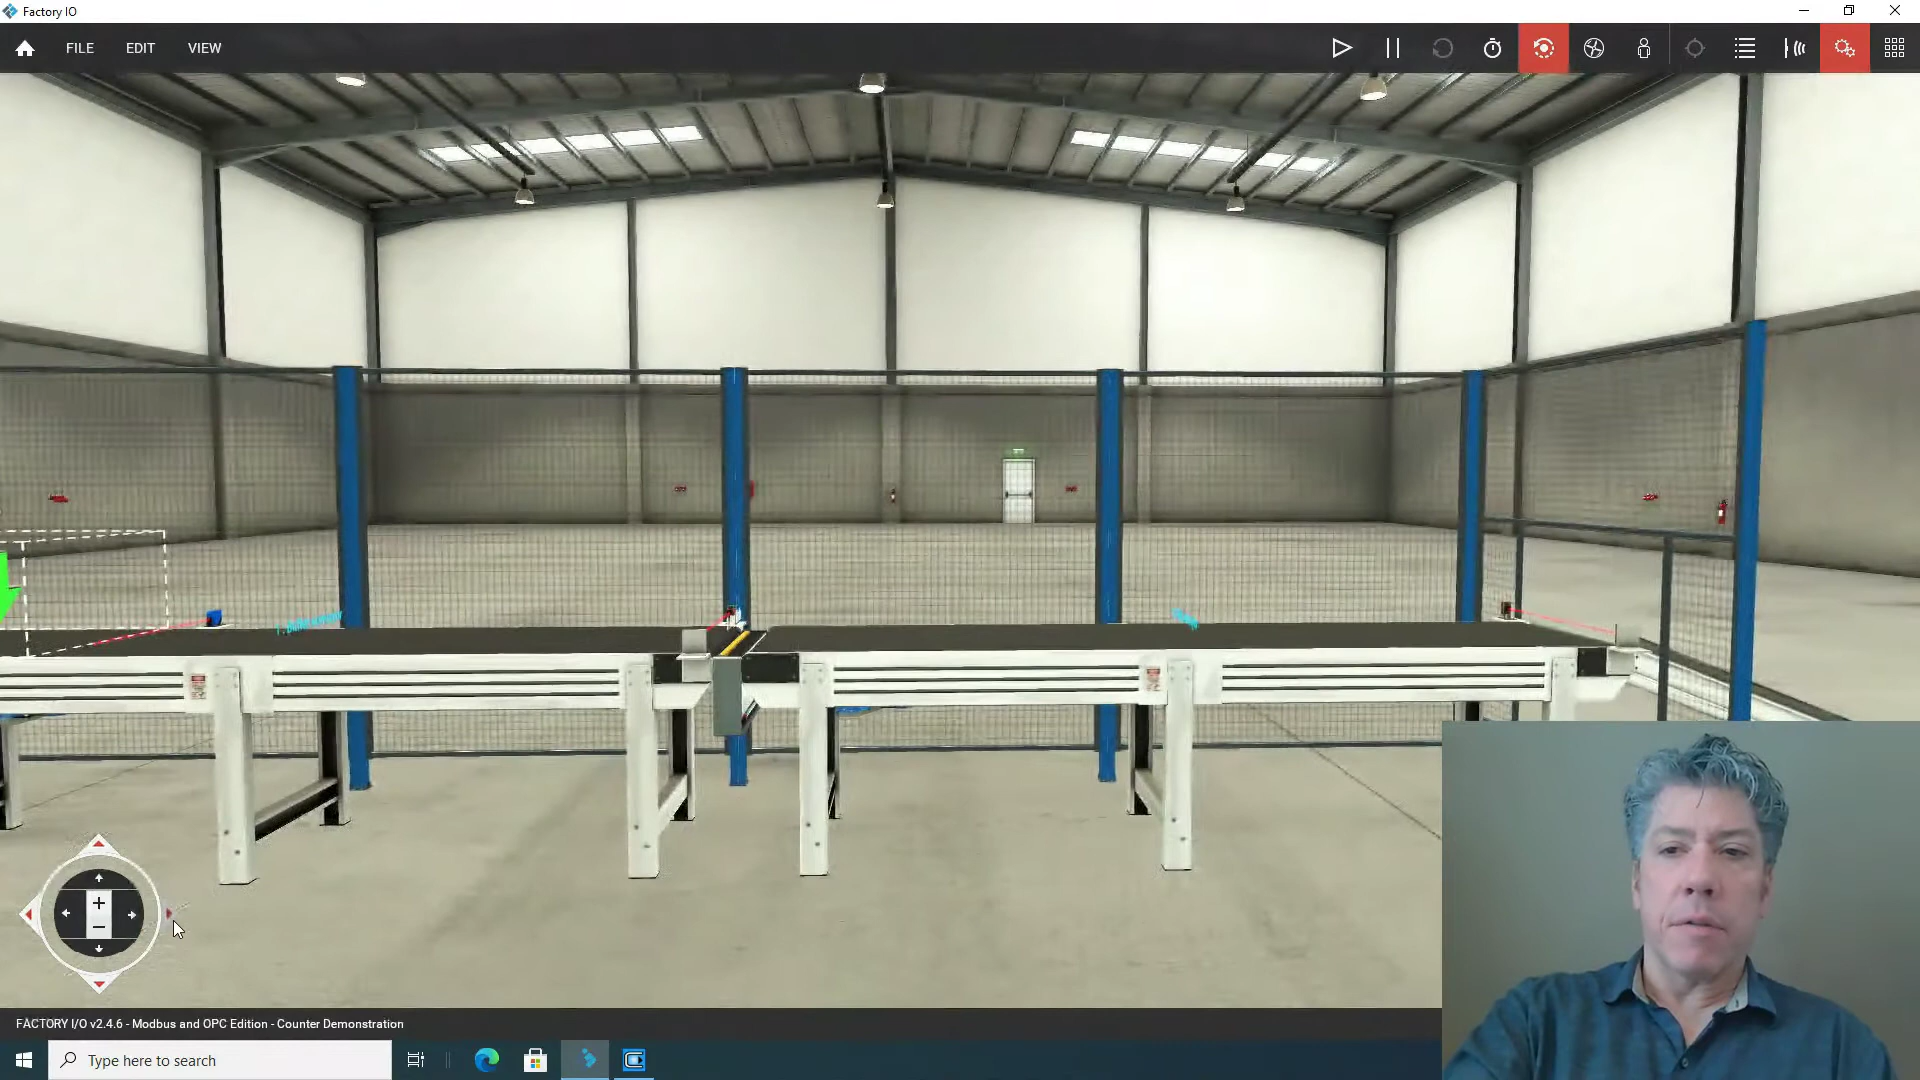 Factory IO
FILE EDIT VIEW
FACTORY I/O v2.4.6 - Modbus and OPC Edition - Counter Demonstration
Type here to search